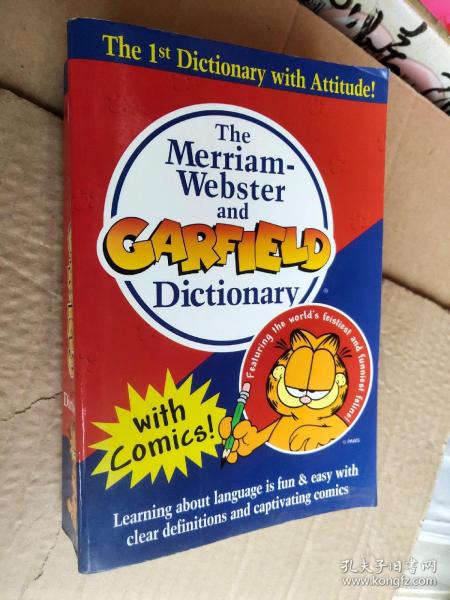 The 1st Dictionary with Attitude!
The
Merriam-
Webster
and
GARFIELD
Dictionary
®
Featuring the world's feistiest and funniest feline!
© PAWS
with
Comics!
Learning about language is fun & easy with
clear definitions and captivating comics
孔夫子旧书网
www.kongfz.com